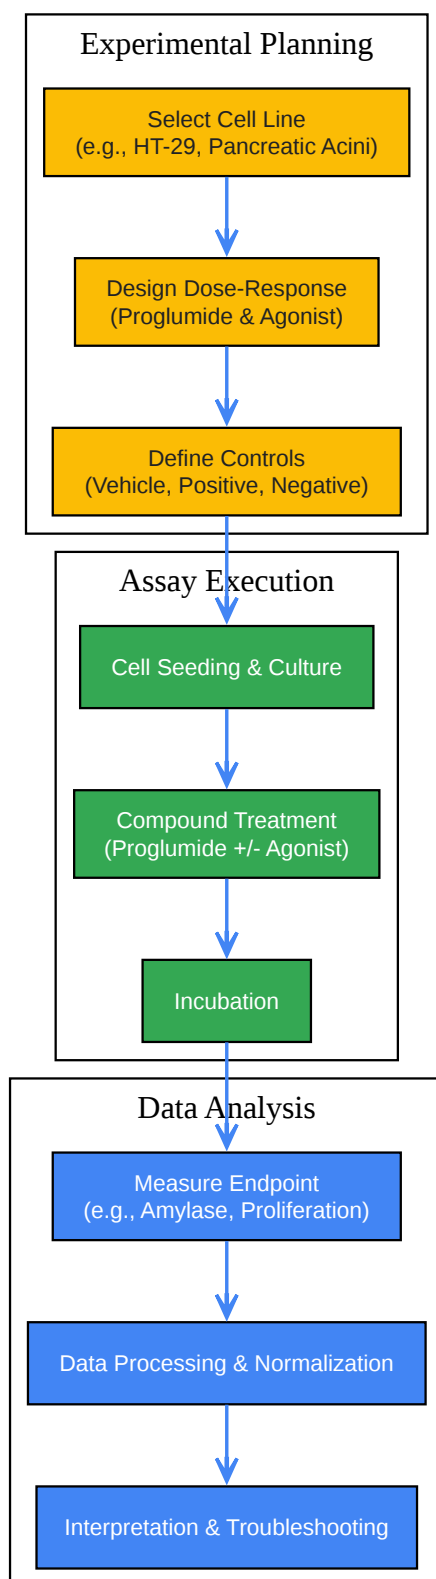 Experimental Planning
Select Cell Line
(e.g., HT-29, Pancreatic Acini)
Design Dose-Response
(Proglumide & Agonist)
Define Controls
(Vehicle, Positive, Negative)
Assay Execution
Cell Seeding & Culture
Compound Treatment
(Proglumide +/- Agonist)
Incubation
Data Analysis
Measure Endpoint
(e.g., Amylase, Proliferation)
Data Processing & Normalization
Interpretation & Troubleshooting